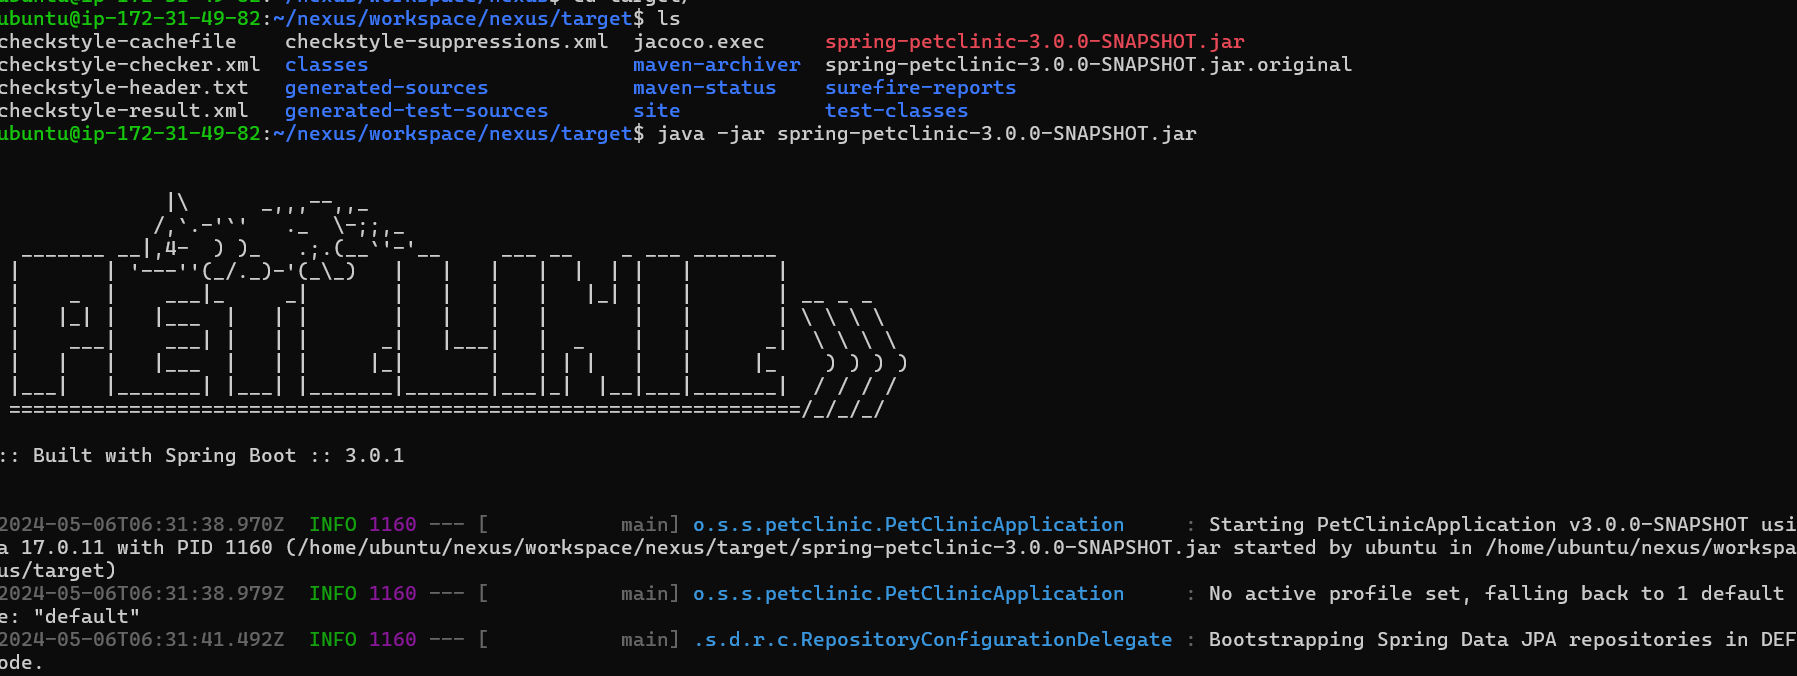 ubuntu@ip-172-31-49-82:~/nexus/workspace/nexus/target$ ls
checkstyle-cachefile    checkstyle-suppressions.xml  jacoco.exec     spring-petclinic-3.0.0-SNAPSHOT.jar
checkstyle-checker.xml  classes                      maven-archiver  spring-petclinic-3.0.0-SNAPSHOT.jar.original
checkstyle-header.txt   generated-sources            maven-status    surefire-reports
checkstyle-result.xml   generated-test-sources       site            test-classes
ubuntu@ip-172-31-49-82:~/nexus/workspace/nexus/target$ java -jar spring-petclinic-3.0.0-SNAPSHOT.jar
PETCLINIC
:: Built with Spring Boot :: 3.0.1
2024-05-06T06:31:38.970Z  INFO 1160 --- [           main] o.s.s.petclinic.PetClinicApplication     : Starting PetClinicApplication v3.0.0-SNAPSHOT usi
a 17.0.11 with PID 1160 (/home/ubuntu/nexus/workspace/nexus/target/spring-petclinic-3.0.0-SNAPSHOT.jar started by ubuntu in /home/ubuntu/nexus/workspa
us/target)
2024-05-06T06:31:38.979Z  INFO 1160 --- [           main] o.s.s.petclinic.PetClinicApplication     : No active profile set, falling back to 1 default
e: "default"
2024-05-06T06:31:41.492Z  INFO 1160 --- [           main] .s.d.r.c.RepositoryConfigurationDelegate : Bootstrapping Spring Data JPA repositories in DEF
ode.